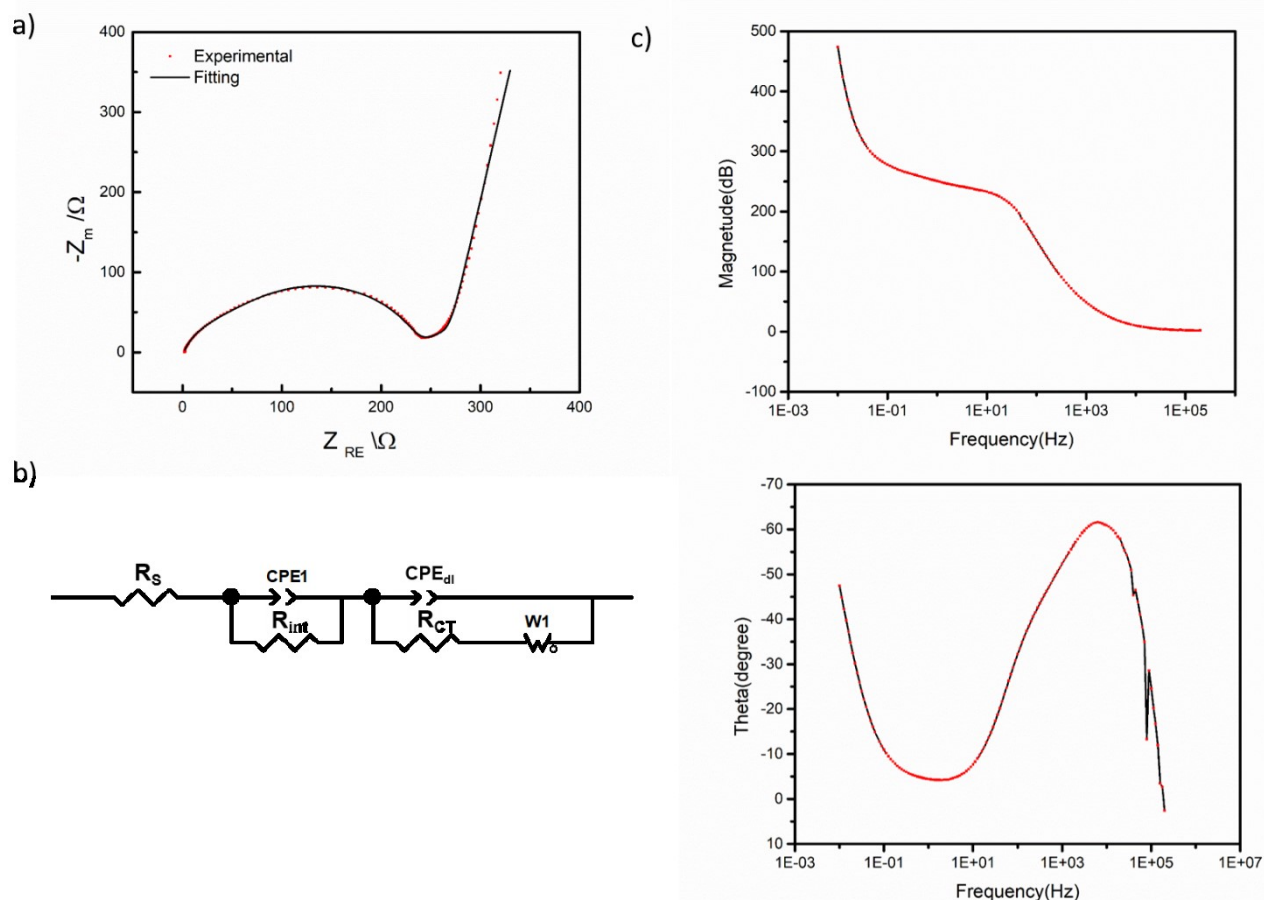 a)
-Z_m /Ω
400
300
200
100
0
-40
Experimental
Fitting
0
100
200
300
400
Z_RE \Ω
b)
R_S
CPE1
R_int
CPE_dl
R_CT
W1
c)
Magnetude(dB)
500
400
300
200
100
0
-100
1E-03
1E-01
1E+01
1E+03
1E+05
Frequency(Hz)
Theta(degree)
-70
-60
-50
-40
-30
-20
-10
0
10
1E-03
1E-01
1E+01
1E+03
1E+05
1E+07
Frequency(Hz)